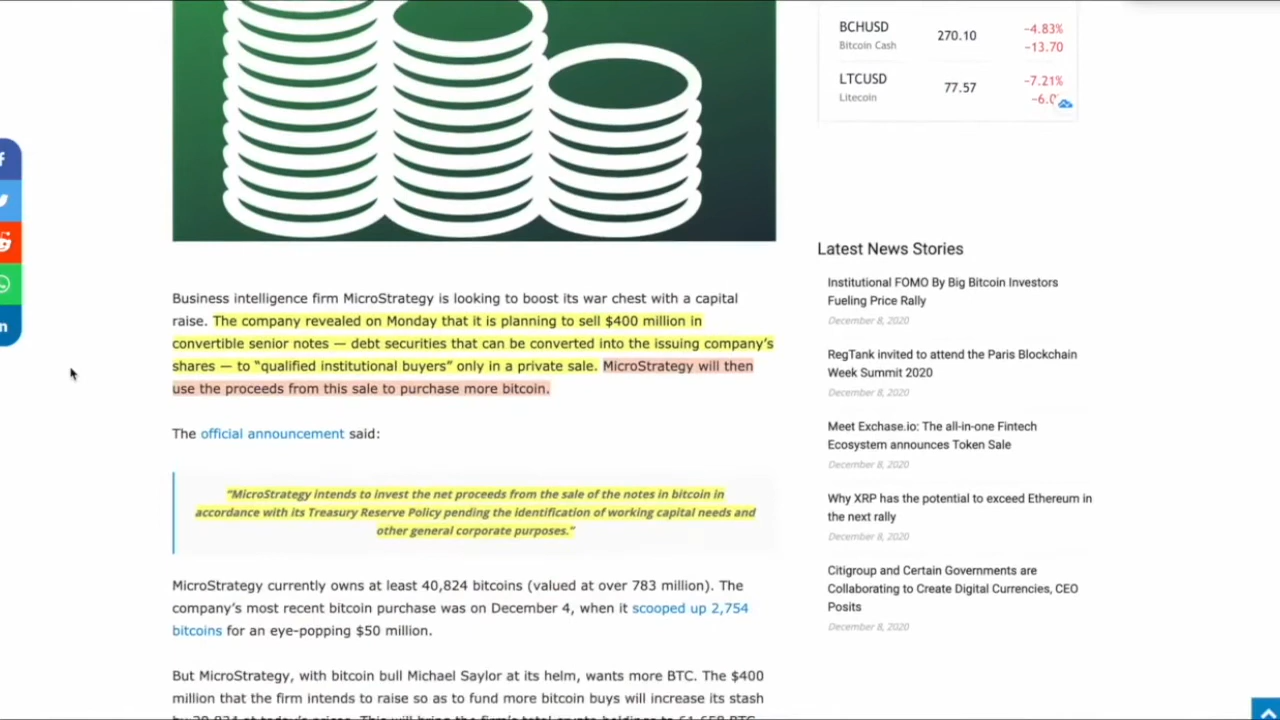 BCHUSD
Bitcoin Cash
270.10
−4.83%
−13.70
LTCUSD
Litecoin
77.57
−7.21%
Business intelligence firm MicroStrategy is looking to boost its war chest with a capital
raise. The company revealed on Monday that it is planning to sell $400 million in
convertible senior notes — debt securities that can be converted into the issuing company's
shares — to “qualified institutional buyers” only in a private sale. MicroStrategy will then
use the proceeds from this sale to purchase more bitcoin.
The official announcement said:
“MicroStrategy intends to invest the net proceeds from the sale of the notes in bitcoin in
accordance with its Treasury Reserve Policy pending the identification of working capital needs and
other general corporate purposes.”
MicroStrategy currently owns at least 40,824 bitcoins (valued at over 783 million). The
company's most recent bitcoin purchase was on December 4, when it scooped up 2,754
bitcoins for an eye-popping $50 million.
But MicroStrategy, with bitcoin bull Michael Saylor at its helm, wants more BTC. The $400
million that the firm intends to raise so as to fund more bitcoin buys will increase its stash
Latest News Stories
Institutional FOMO By Big Bitcoin Investors
Fueling Price Rally
December 8, 2020
RegTank invited to attend the Paris Blockchain
Week Summit 2020
December 8, 2020
Meet Exchase.io: The all-in-one Fintech
Ecosystem announces Token Sale
December 8, 2020
Why XRP has the potential to exceed Ethereum in
the next rally
December 8, 2020
Citigroup and Certain Governments are
Collaborating to Create Digital Currencies, CEO
Posits
December 8, 2020